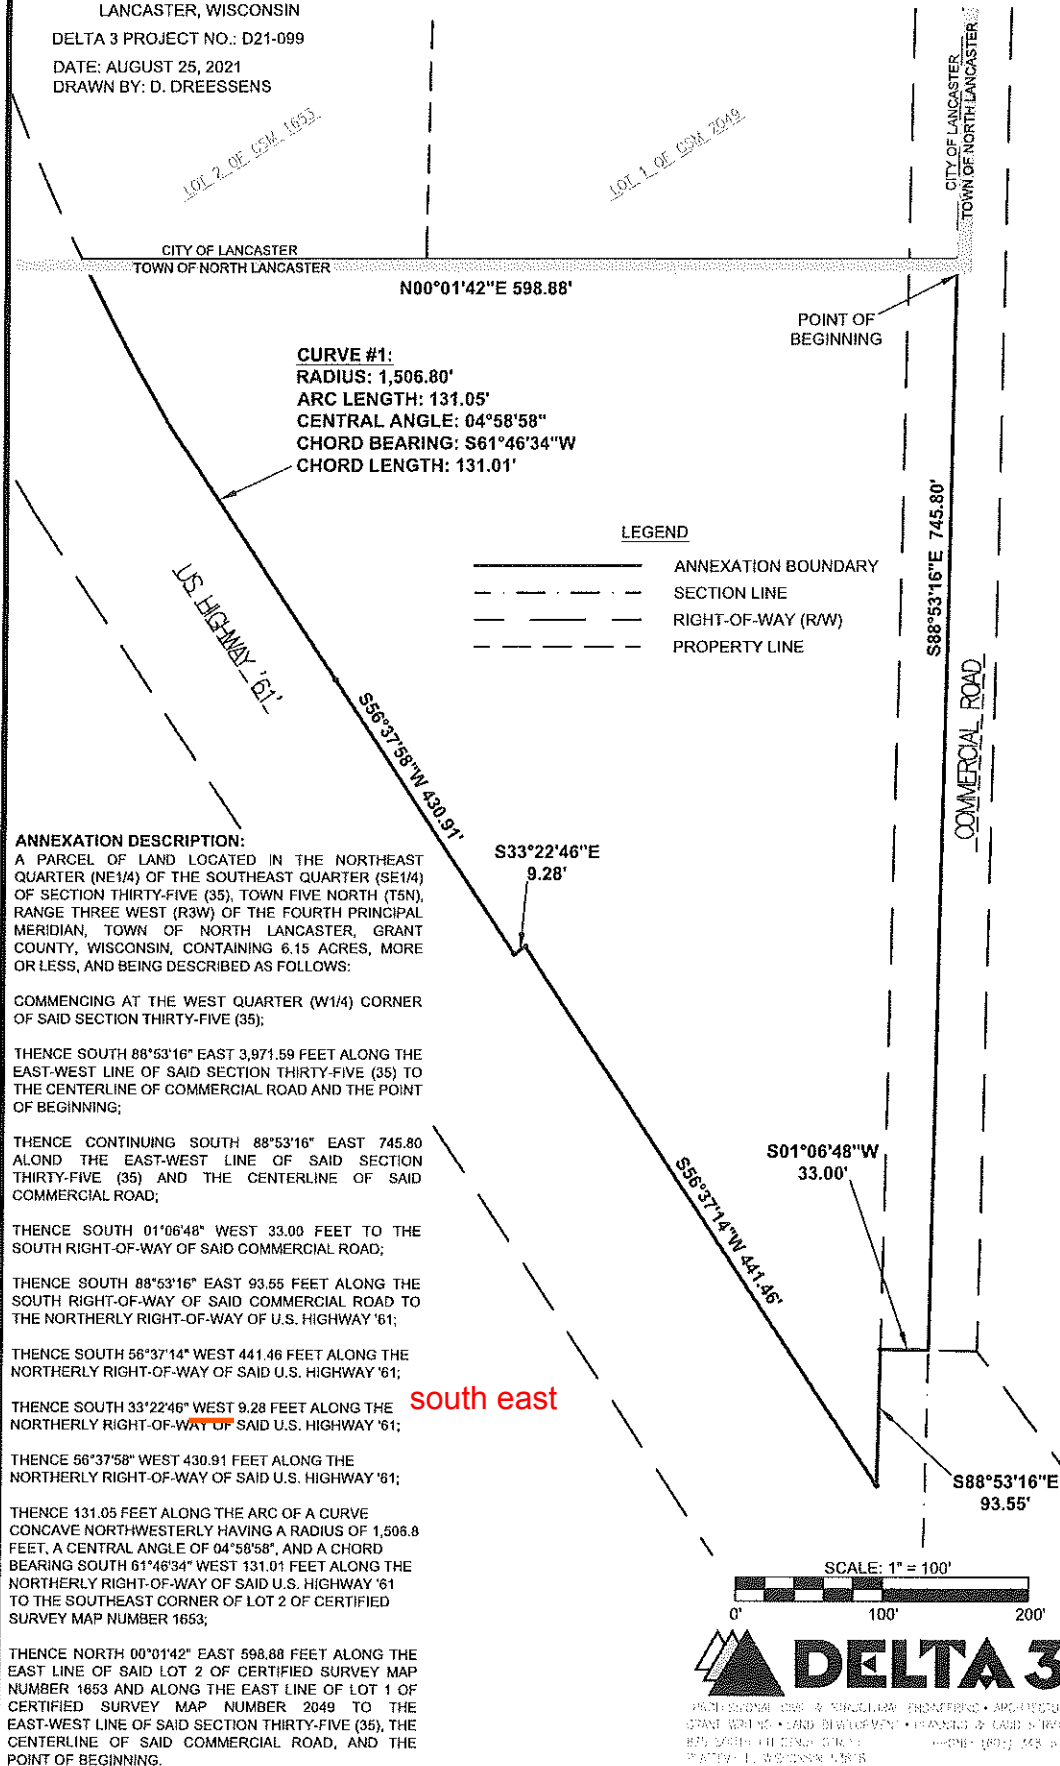 LANCASTER, WISCONSIN
DELTA 3 PROJECT NO.: D21-099
DATE: AUGUST 25, 2021
DRAWN BY: D. DREESSENS
LOT 2 OF CSM 1653
LOT 1 OF CSM 2049
CITY OF LANCASTER
TOWN OF NORTH LANCASTER
CITY OF LANCASTER
TOWN OF NORTH LANCASTER
N00°01'42"E 598.88'
POINT OF
BEGINNING
CURVE #1:
RADIUS: 1,506.80'
ARC LENGTH: 131.05'
CENTRAL ANGLE: 04°58'58"
CHORD BEARING: S61°46'34"W
CHORD LENGTH: 131.01'
LEGEND
ANNEXATION BOUNDARY
SECTION LINE
RIGHT-OF-WAY (R/W)
PROPERTY LINE
S88°53'16"E 745.80'
COMMERCIAL ROAD
US HIGHWAY '61'
S56°37'58"W 430.91'
S33°22'46"E
9.28'
S56°37'14"W 441.46'
S01°06'48"W
33.00'
S88°53'16"E
93.55'
ANNEXATION DESCRIPTION:
A PARCEL OF LAND LOCATED IN THE NORTHEAST
QUARTER (NE1/4) OF THE SOUTHEAST QUARTER (SE1/4)
OF SECTION THIRTY-FIVE (35), TOWN FIVE NORTH (T5N),
RANGE THREE WEST (R3W) OF THE FOURTH PRINCIPAL
MERIDIAN, TOWN OF NORTH LANCASTER, GRANT
COUNTY, WISCONSIN, CONTAINING 6.15 ACRES, MORE
OR LESS, AND BEING DESCRIBED AS FOLLOWS:
COMMENCING AT THE WEST QUARTER (W1/4) CORNER
OF SAID SECTION THIRTY-FIVE (35);
THENCE SOUTH 88°53'16" EAST 3,971.59 FEET ALONG THE
EAST-WEST LINE OF SAID SECTION THIRTY-FIVE (35) TO
THE CENTERLINE OF COMMERCIAL ROAD AND THE POINT
OF BEGINNING;
THENCE CONTINUING SOUTH 88°53'16" EAST 745.80
ALOND THE EAST-WEST LINE OF SAID SECTION
THIRTY-FIVE (35) AND THE CENTERLINE OF SAID
COMMERCIAL ROAD;
THENCE SOUTH 01°06'48" WEST 33.00 FEET TO THE
SOUTH RIGHT-OF-WAY OF SAID COMMERCIAL ROAD;
THENCE SOUTH 88°53'16" EAST 93.55 FEET ALONG THE
SOUTH RIGHT-OF-WAY OF SAID COMMERCIAL ROAD TO
THE NORTHERLY RIGHT-OF-WAY OF U.S. HIGHWAY '61;
THENCE SOUTH 56°37'14" WEST 441.46 FEET ALONG THE
NORTHERLY RIGHT-OF-WAY OF SAID U.S. HIGHWAY '61;
THENCE SOUTH 33°22'46" WEST 9.28 FEET ALONG THE
NORTHERLY RIGHT-OF-WAY OF SAID U.S. HIGHWAY '61;
south east
THENCE 56°37'58" WEST 430.91 FEET ALONG THE
NORTHERLY RIGHT-OF-WAY OF SAID U.S. HIGHWAY '61;
THENCE 131.05 FEET ALONG THE ARC OF A CURVE
CONCAVE NORTHWESTERLY HAVING A RADIUS OF 1,506.8
FEET, A CENTRAL ANGLE OF 04°58'58", AND A CHORD
BEARING SOUTH 61°46'34" WEST 131.01 FEET ALONG THE
NORTHERLY RIGHT-OF-WAY OF SAID U.S. HIGHWAY '61
TO THE SOUTHEAST CORNER OF LOT 2 OF CERTIFIED
SURVEY MAP NUMBER 1653;
THENCE NORTH 00°01'42" EAST 598.88 FEET ALONG THE
EAST LINE OF SAID LOT 2 OF CERTIFIED SURVEY MAP
NUMBER 1653 AND ALONG THE EAST LINE OF LOT 1 OF
CERTIFIED SURVEY MAP NUMBER 2049 TO THE
EAST-WEST LINE OF SAID SECTION THIRTY-FIVE (35), THE
CENTERLINE OF SAID COMMERCIAL ROAD, AND THE
POINT OF BEGINNING.
SCALE: 1" = 100'
0' 100' 200'
DELTA 3